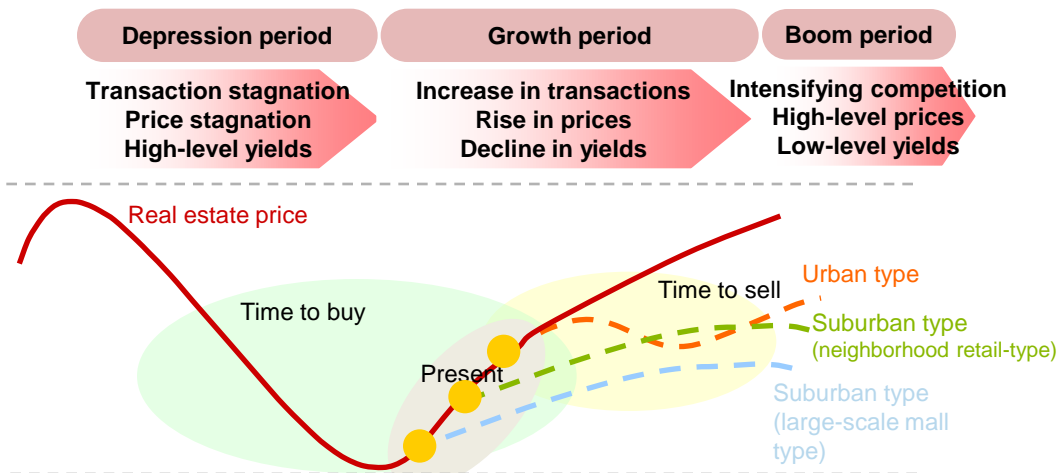 Depression period
Growth period
Boom period
Transaction stagnation
Price stagnation
High-level yields
Increase in transactions
Rise in prices
Decline in yields
Intensifying competition
High-level prices
Low-level yields
Real estate price
Time to buy
Time to sell
Urban type
Suburban type
(neighborhood retail-type)
Present
Suburban type
(large-scale mall
type)